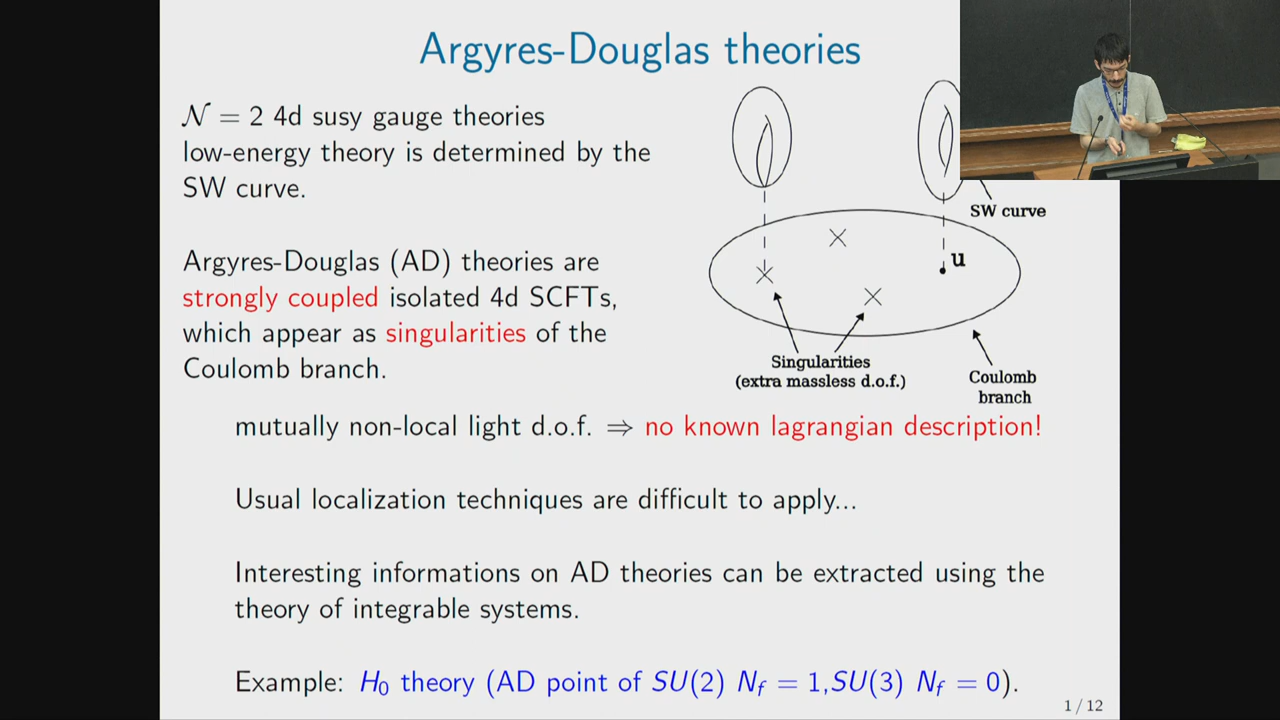 Argyres-Douglas theories
𝒩 = 2 4d susy gauge theories
low-energy theory is determined by the
SW curve.
Argyres-Douglas (AD) theories are
strongly coupled isolated 4d SCFTs,
which appear as singularities of the
Coulomb branch.
SW curve
u
Singularities
(extra massless d.o.f.)
Coulomb
branch
mutually non-local light d.o.f. ⇒ no known lagrangian description!
Usual localization techniques are difficult to apply...
Interesting informations on AD theories can be extracted using the
theory of integrable systems.
Example: H₀ theory (AD point of SU(2) N_f = 1,SU(3) N_f = 0).
1 / 12